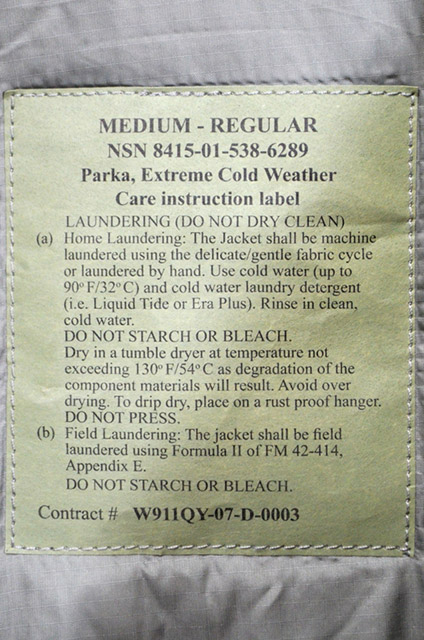 MEDIUM - REGULAR
NSN 8415-01-538-6289
Parka, Extreme Cold Weather
Care instruction label
LAUNDERING (DO NOT DRY CLEAN)
(a) Home Laundering: The Jacket shall be machine
laundered using the delicate/gentle fabric cycle
or laundered by hand. Use cold water (up to
90ºF/32ºC) and cold water laundry detergent
(i.e. Liquid Tide or Era Plus). Rinse in clean,
cold water.
DO NOT STARCH OR BLEACH.
Dry in a tumble dryer at temperature not
exceeding 130ºF/54ºC as degradation of the
component materials will result. Avoid over
drying. To drip dry, place on a rust proof hanger.
DO NOT PRESS.
(b) Field Laundering: The jacket shall be field
laundered using Formula II of FM 42-414,
Appendix E.
DO NOT STARCH OR BLEACH.
Contract # W911QY-07-D-0003